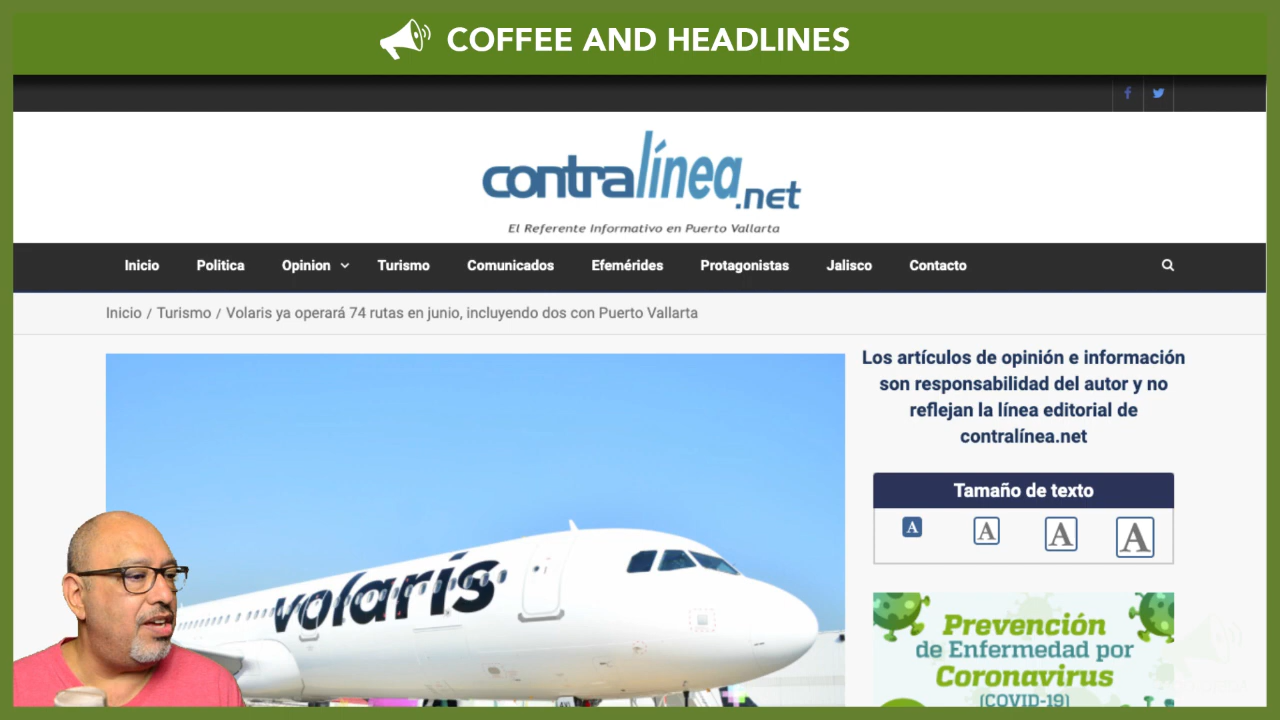 COFFEE AND HEADLINES
contralínea.net
El Referente Informativo en Puerto Vallarta
Inicio Politica Opinion Turismo Comunicados Efemérides Protagonistas Jalisco Contacto
Inicio / Turismo / Volaris ya operará 74 rutas en junio, incluyendo dos con Puerto Vallarta
Los artículos de opinión e información
son responsabilidad del autor y no
reflejan la línea editorial de
contralínea.net
Tamaño de texto
A A A A
volaris
Prevención
de Enfermedad por
Coronavirus
(COVID-19)